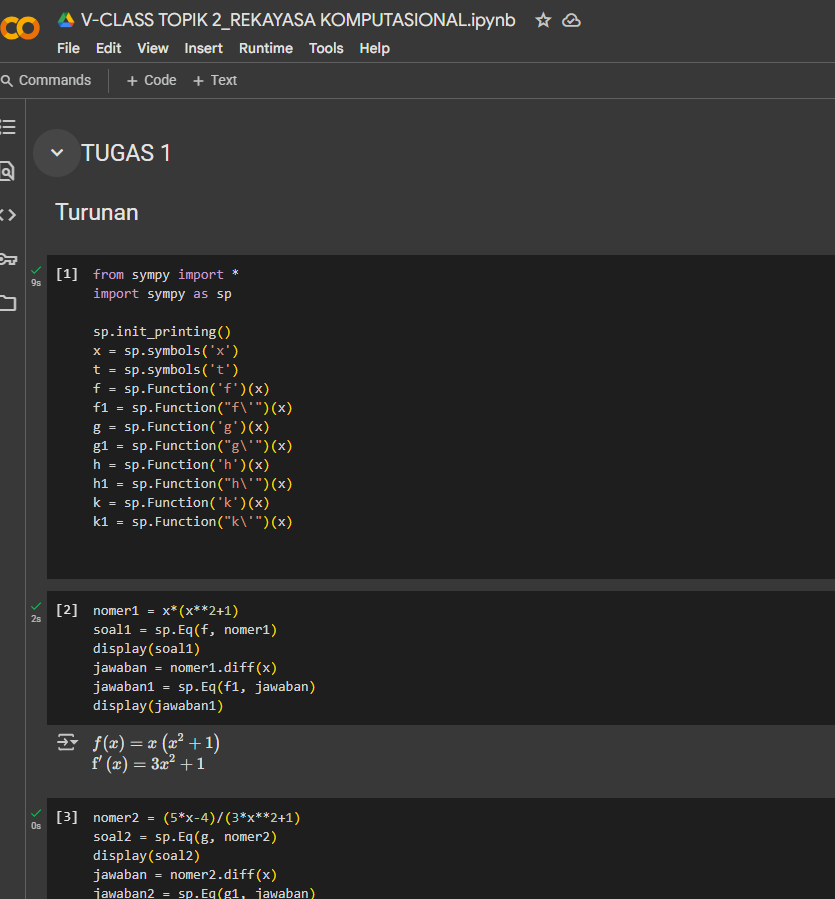 V-CLASS TOPIK 2_REKAYASA KOMPUTASIONAL.ipynb
File Edit View Insert Runtime Tools Help
Commands + Code + Text
TUGAS 1
Turunan
9s
[1] from sympy import *
import sympy as sp
sp.init_printing()
x = sp.symbols('x')
t = sp.symbols('t')
f = sp.Function('f')(x)
f1 = sp.Function("f\'")(x)
g = sp.Function('g')(x)
g1 = sp.Function("g\'")(x)
h = sp.Function('h')(x)
h1 = sp.Function("h\'")(x)
k = sp.Function('k')(x)
k1 = sp.Function("k\'")(x)
2s
[2] nomer1 = x*(x**2+1)
soal1 = sp.Eq(f, nomer1)
display(soal1)
jawaban = nomer1.diff(x)
jawaban1 = sp.Eq(f1, jawaban)
display(jawaban1)
f(x) = x (x² + 1)
f′ (x) = 3x² + 1
0s
[3] nomer2 = (5*x-4)/(3*x**2+1)
soal2 = sp.Eq(g, nomer2)
display(soal2)
jawaban = nomer2.diff(x)
jawaban2 = sp.Eq(g1, jawaban)